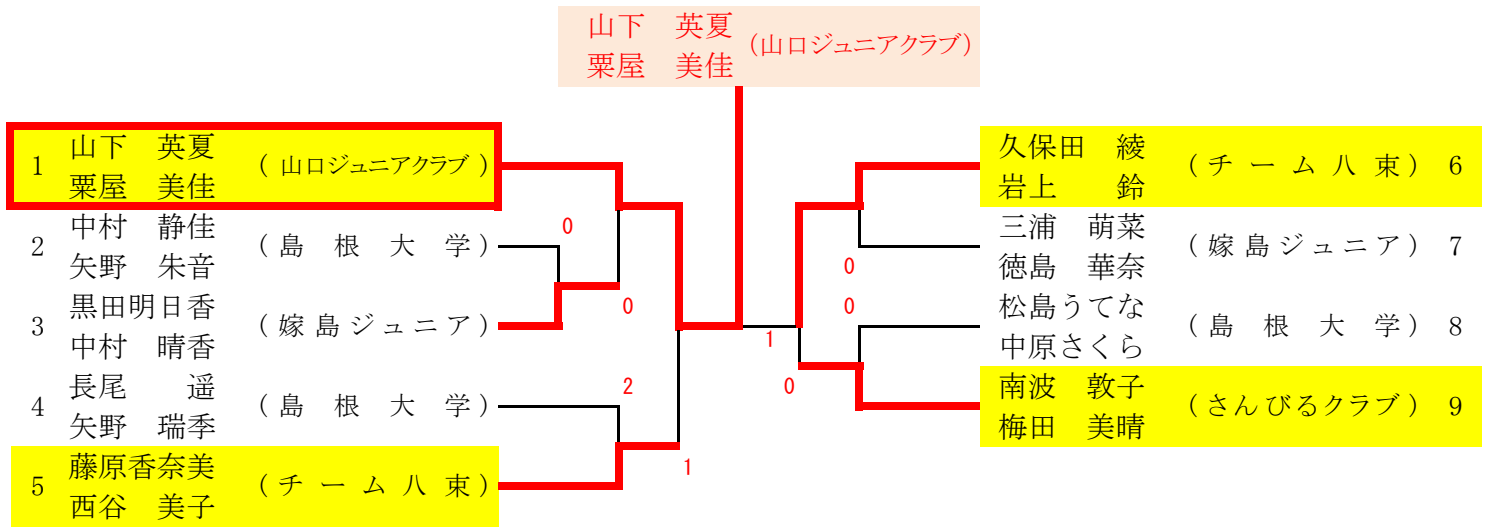 山下　英夏
粟屋　美佳
(山口ジュニアクラブ)
1
山下　英夏
粟屋　美佳
(山口ジュニアクラブ)
2
中村　静佳
矢野　朱音
(島根大学)
3
黒田明日香
中村　晴香
(嫁島ジュニア)
4
長尾　遥
矢野　瑞季
(島根大学)
5
藤原香奈美
西谷　美子
(チーム八束)
0
0
2
1
1
0
0
0
久保田　綾
岩上　鈴
(チーム八束)
6
三浦　萌菜
徳島　華奈
(嫁島ジュニア)
7
松島うてな
中原さくら
(島根大学)
8
南波　敦子
梅田　美晴
(さんびるクラブ)
9